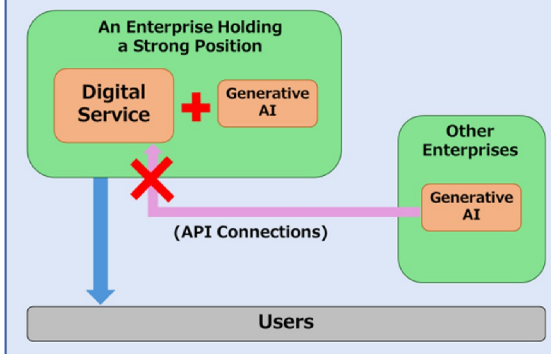 An Enterprise Holding
a Strong Position
Digital
Service
Generative
AI
Other
Enterprises
Generative
AI
(API Connections)
Users